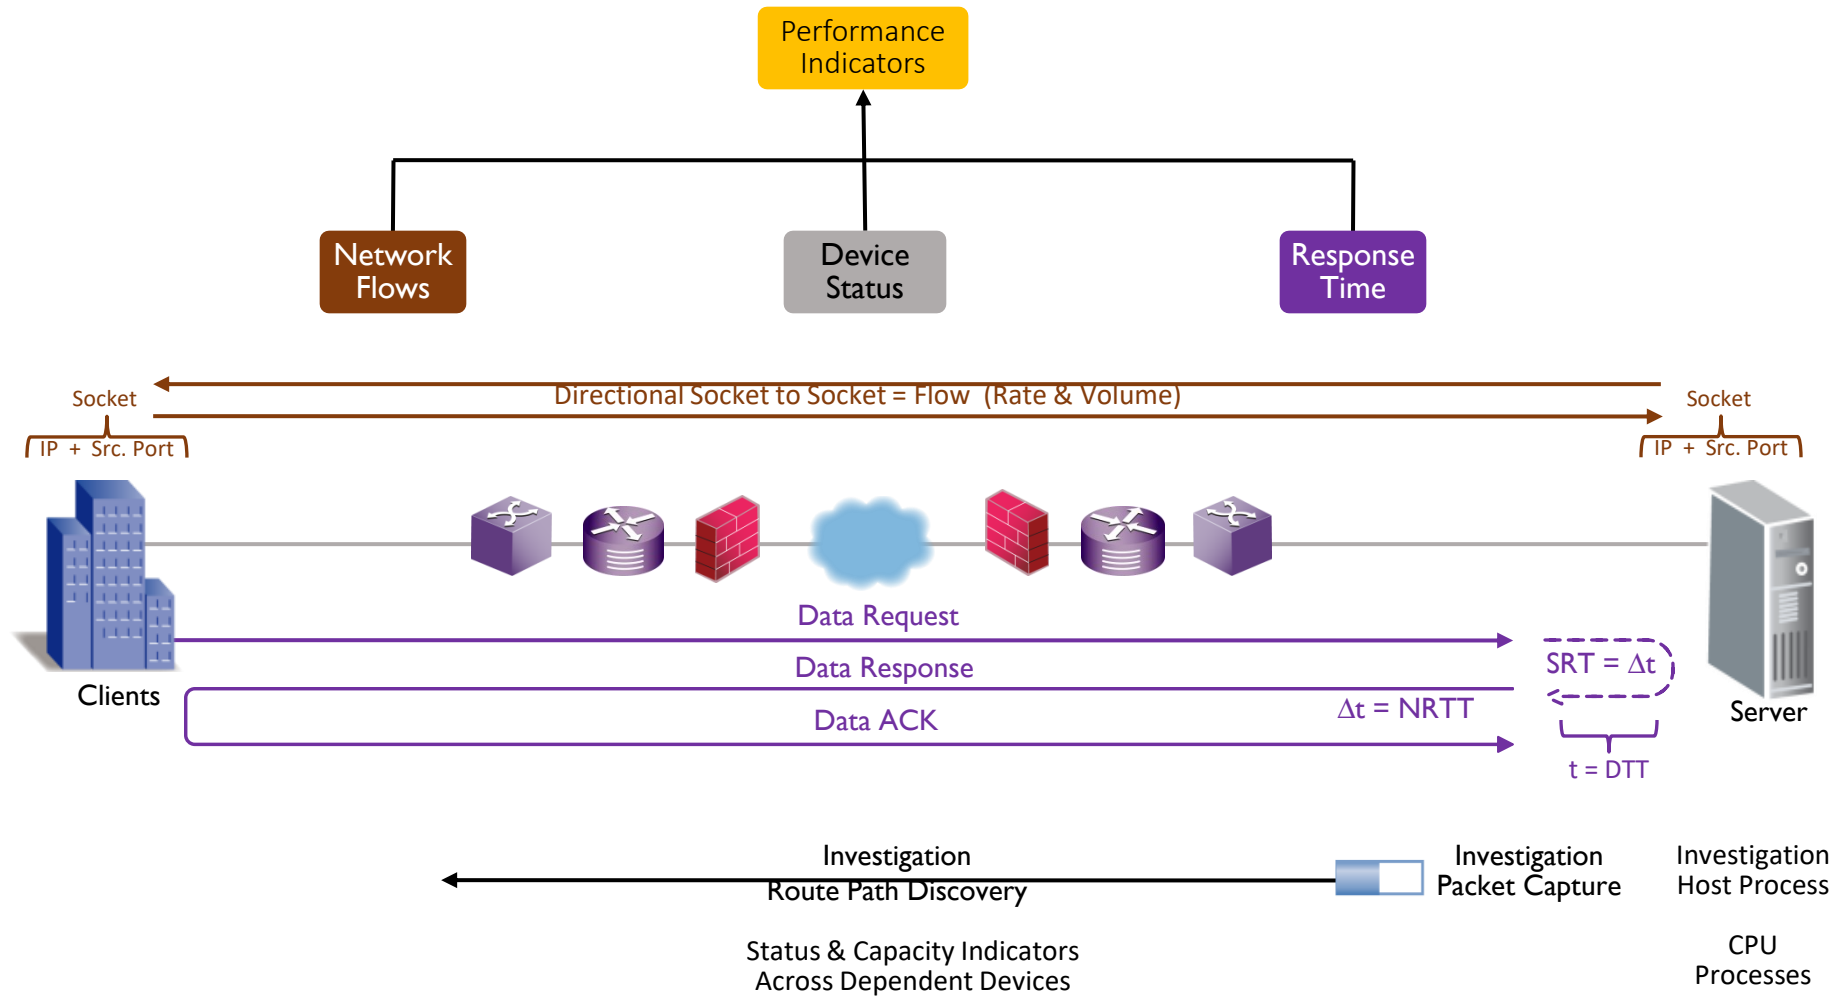 Performance
Indicators
Network
Flows
Device
Status
Response
Time
Directional Socket to Socket = Flow (Rate & Volume)
Socket
IP + Src. Port
Socket
IP + Src. Port
Data Request
Data Response
SRT = Δt
Clients
Δt = NRTT
Data ACK
Server
t = DTT
Investigation
Route Path Discovery
Investigation
Packet Capture
Investigation
Host Process
Status & Capacity Indicators
Across Dependent Devices
CPU
Processes